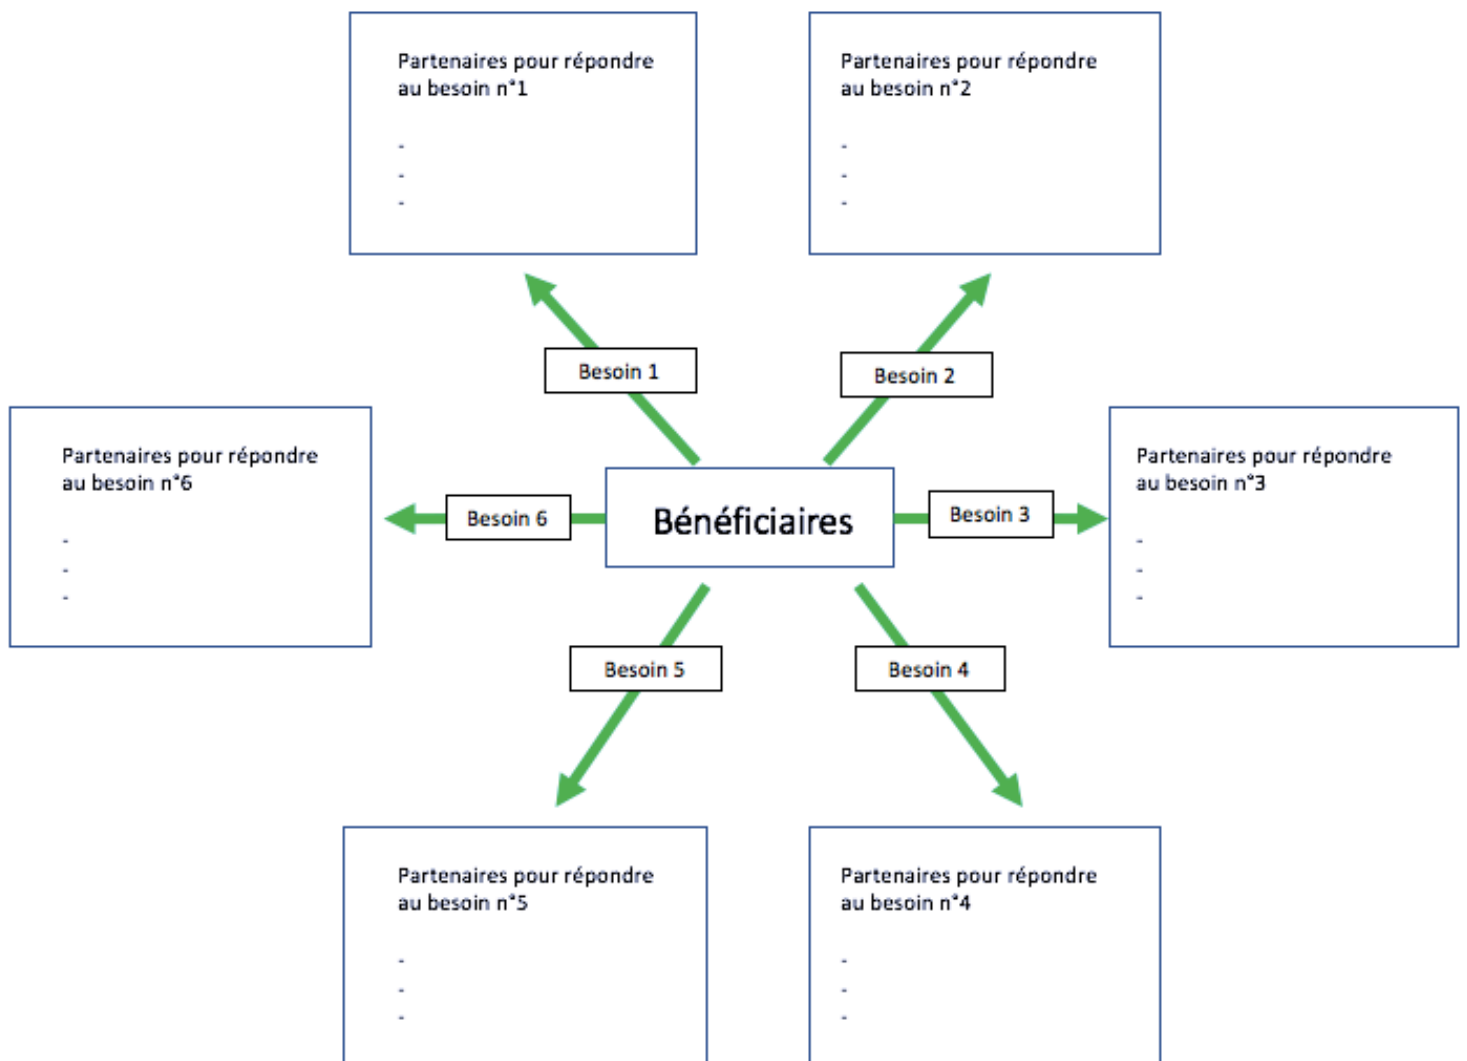 Partenaires pour répondre
au besoin n°1
-
-
-
Partenaires pour répondre
au besoin n°2
-
-
-
Besoin 1
Besoin 2
Partenaires pour répondre
au besoin n°6
-
-
-
Besoin 6
Bénéficiaires
Besoin 3
Partenaires pour répondre
au besoin n°3
-
-
-
Besoin 5
Besoin 4
Partenaires pour répondre
au besoin n°5
-
-
-
Partenaires pour répondre
au besoin n°4
-
-
-